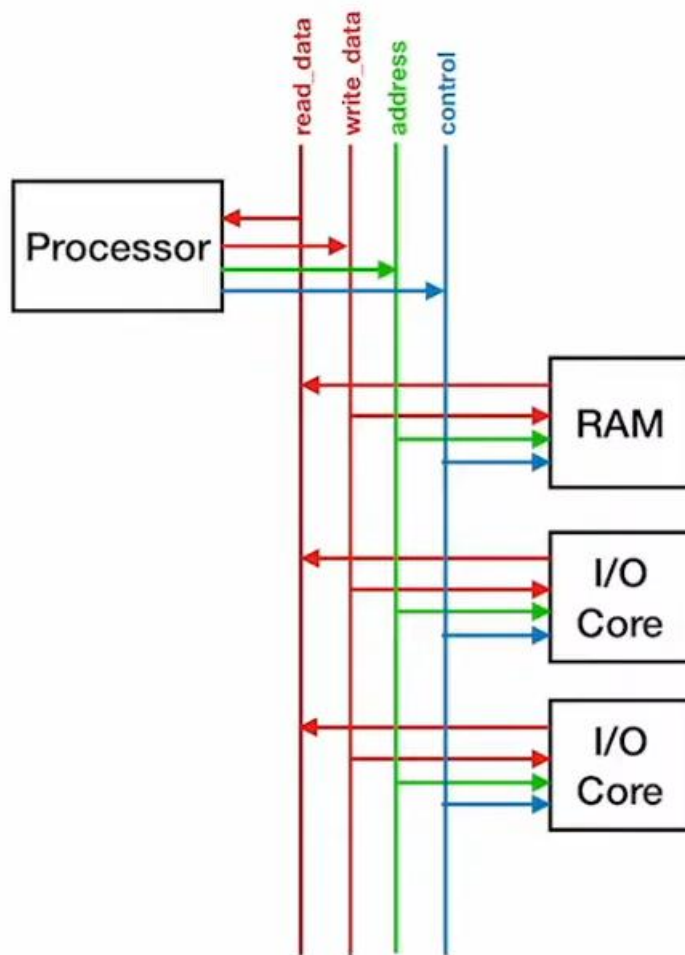 read_data
write_data
address
control
Processor
RAM
I/O
Core
I/O
Core